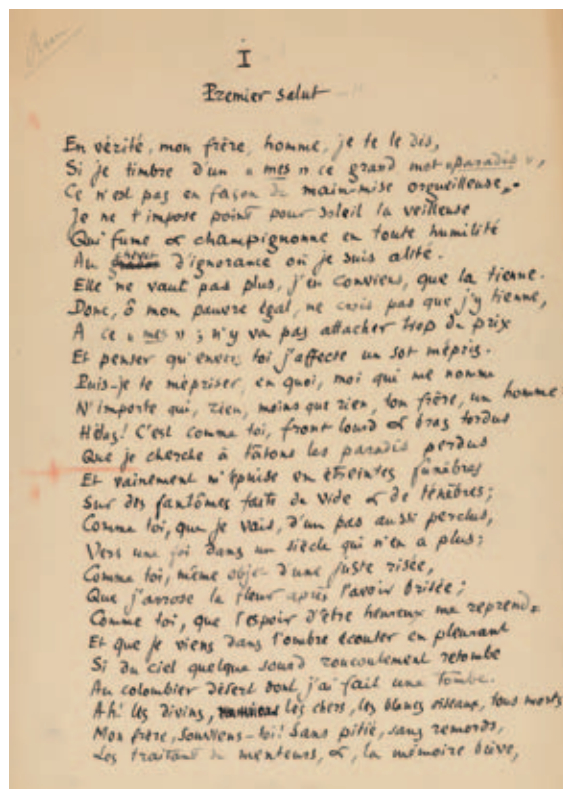 I
Premier salut
En vérité, mon frère, homme, je te le dis,
Si je timbre d'un « mes » ce grand mot « paradis »,
Ce n'est pas en façon de main-mise orgueilleuse.
Je ne t'impose point pour soleil la veilleuse
Qui fume & champignonne en toute humilité
Au chevet d'ignorance où je suis alité.
Elle ne vaut pas plus, j'en conviens, que la tienne.
Donc, ô mon pauvre égal, ne crois pas que j'y tienne,
A ce « mes » ; n'y va pas attacher trop de prix
Et penser qu'envers toi j'affecte un sot mépris.
Puis-je te mépriser, en quoi, moi qui me nomme
N'importe qui, rien, moins que rien, ton frère, un homme?
Hélas! C'est comme toi, front lourd & bras tordus
Que je cherche à tâtons les paradis perdus
Et vainement m'épuise en étreintes funèbres
Sur des fantômes faits de vide & de ténèbres;
Comme toi, que je vais, d'un pas aussi perclus,
Vers une foi dans un siècle qui n'en a plus;
Comme toi, même objet d'une juste risée,
Que j'arrose la fleur après l'avoir brisée;
Comme toi, que l'espoir d'être heureux me reprend,
Et que je viens dans l'ombre écouter en pleurant
Si du ciel quelque sourd roucoulement retombe
Au colombier désert dont j'ai fait une tombe.
Ah! les divins, les chers, les blancs oiseaux, tous morts!
Mon frère, souviens-toi! Sans pitié, sans remords,
Les traitant de menteurs, &, la mémoire brève,